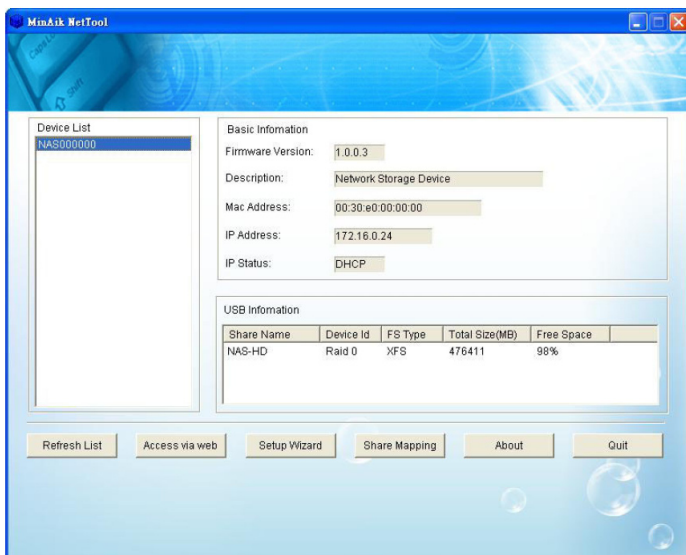 MinAik NetTool
Caps Lo
Shift
Device List
NAS000000
Basic Infomation
Firmware Version: 1.0.0.3
Description: Network Storage Device
Mac Address: 00:30:e0:00:00:00
IP Address: 172.16.0.24
IP Status: DHCP
USB Infomation
Share Name Device Id FS Type Total Size(MB) Free Space
NAS-HD Raid 0 XFS 476411 98%
Refresh List Access via web Setup Wizard Share Mapping About Quit